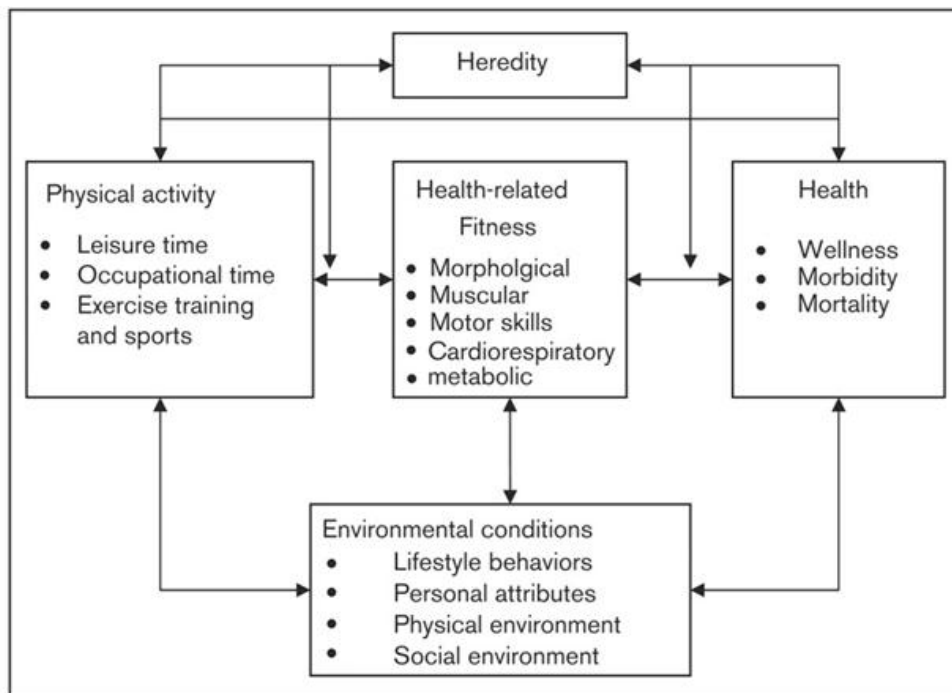 Heredity
Physical activity
• Leisure time
• Occupational time
• Exercise training
and sports
Health-related
Fitness
• Morpholgical
• Muscular
• Motor skills
• Cardiorespiratory
• metabolic
Health
• Wellness
• Morbidity
• Mortality
Environmental conditions
• Lifestyle behaviors
• Personal attributes
• Physical environment
• Social environment